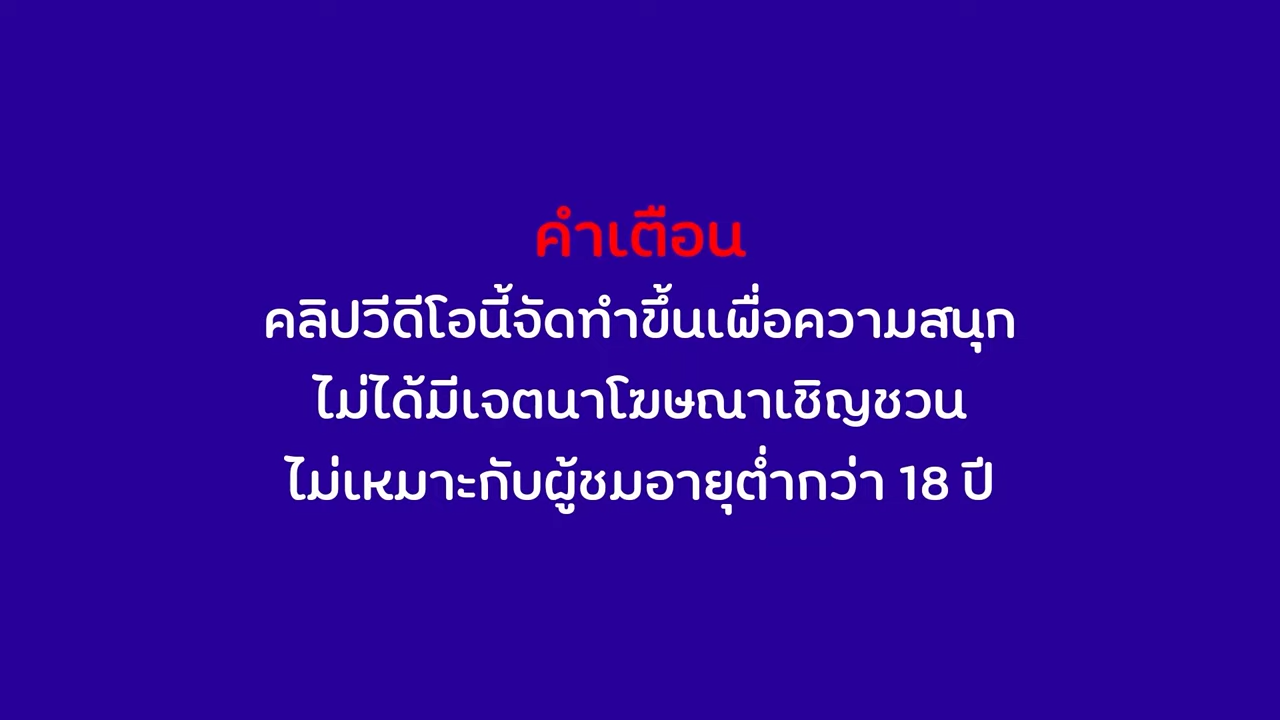 คำเตือน
คลิปวีดีโอนี้จัดทำขึ้นเพื่อความสนุก
ไม่ได้มีเจตนาโฆษณาเชิญชวน
ไม่เหมาะกับผู้ชมอายุต่ำกว่า 18 ปี